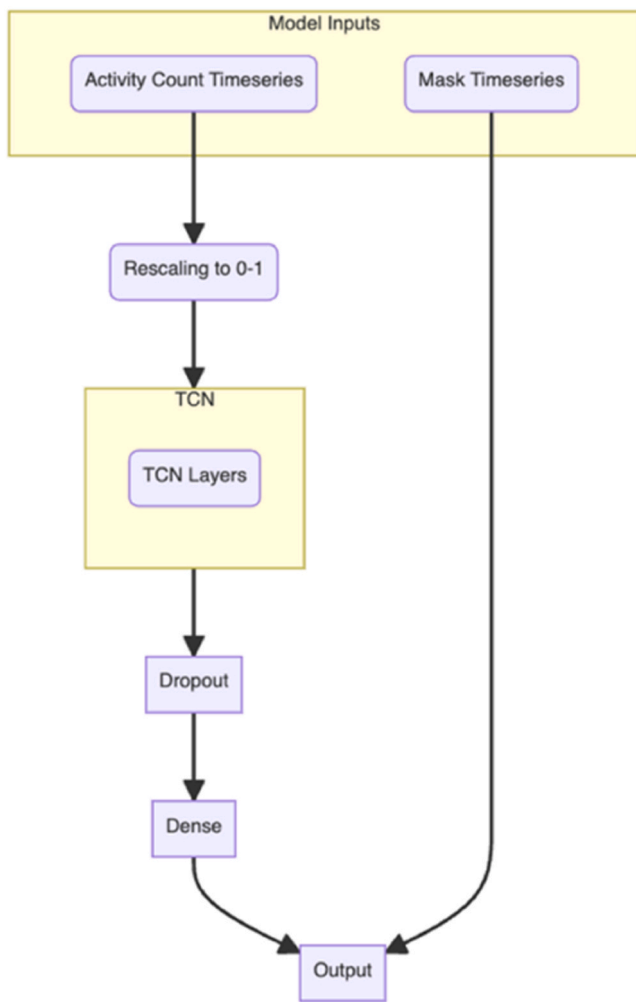 Model Inputs
Activity Count Timeseries
Mask Timeseries
Rescaling to 0-1
TCN
TCN Layers
Dropout
Dense
Output